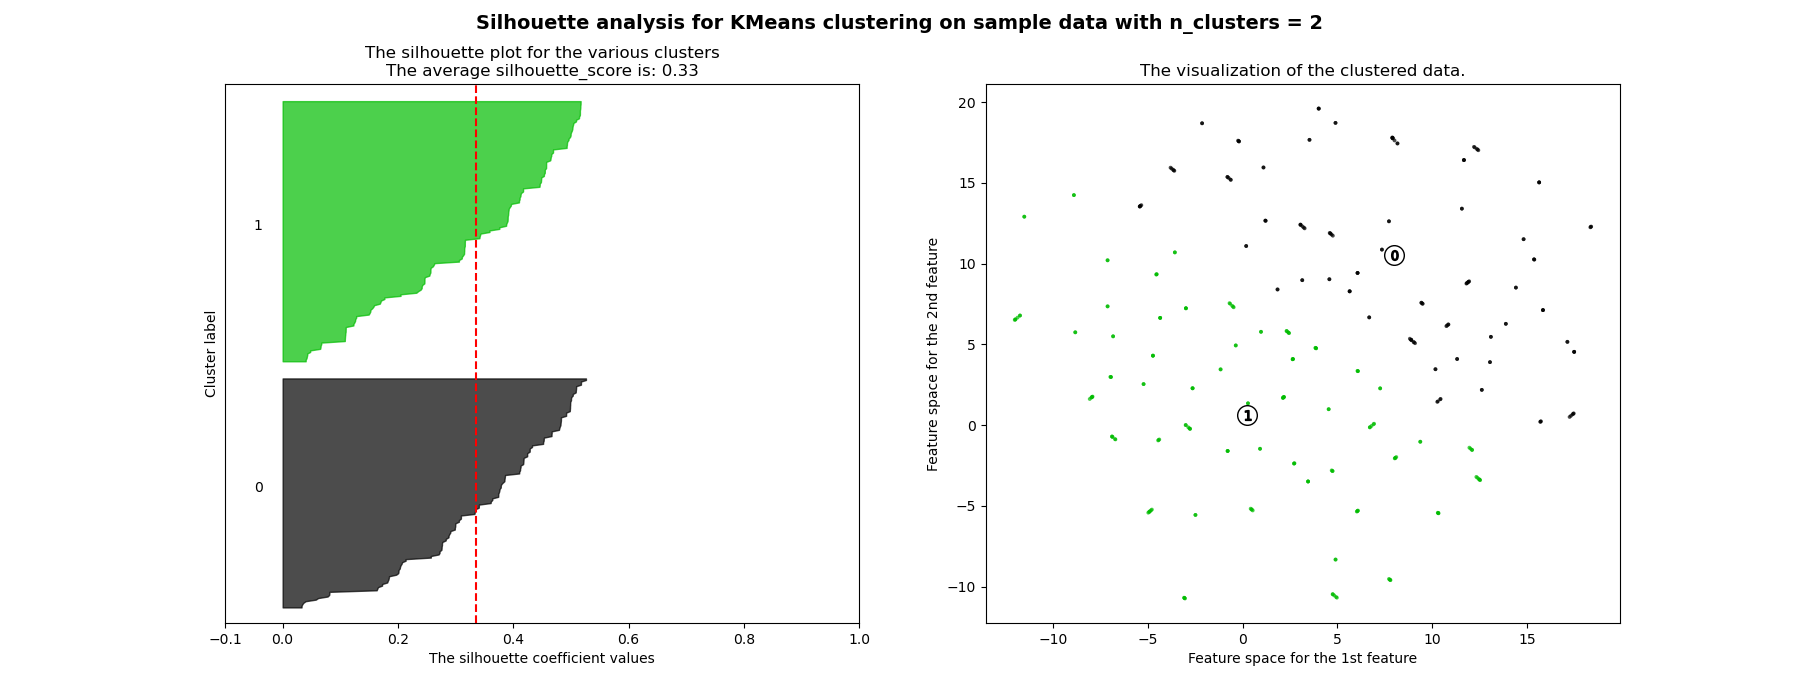 Silhouette analysis for KMeans clustering on sample data with n_clusters = 2
The silhouette plot for the various clusters
The average silhouette_score is: 0.33
1
0
Cluster label
−0.1 0.0 0.2 0.4 0.6 0.8 1.0
The silhouette coefficient values
The visualization of the clustered data.
20
15
10
5
0
−5
−10
Feature space for the 2nd feature
0
1
−10 −5 0 5 10 15
Feature space for the 1st feature